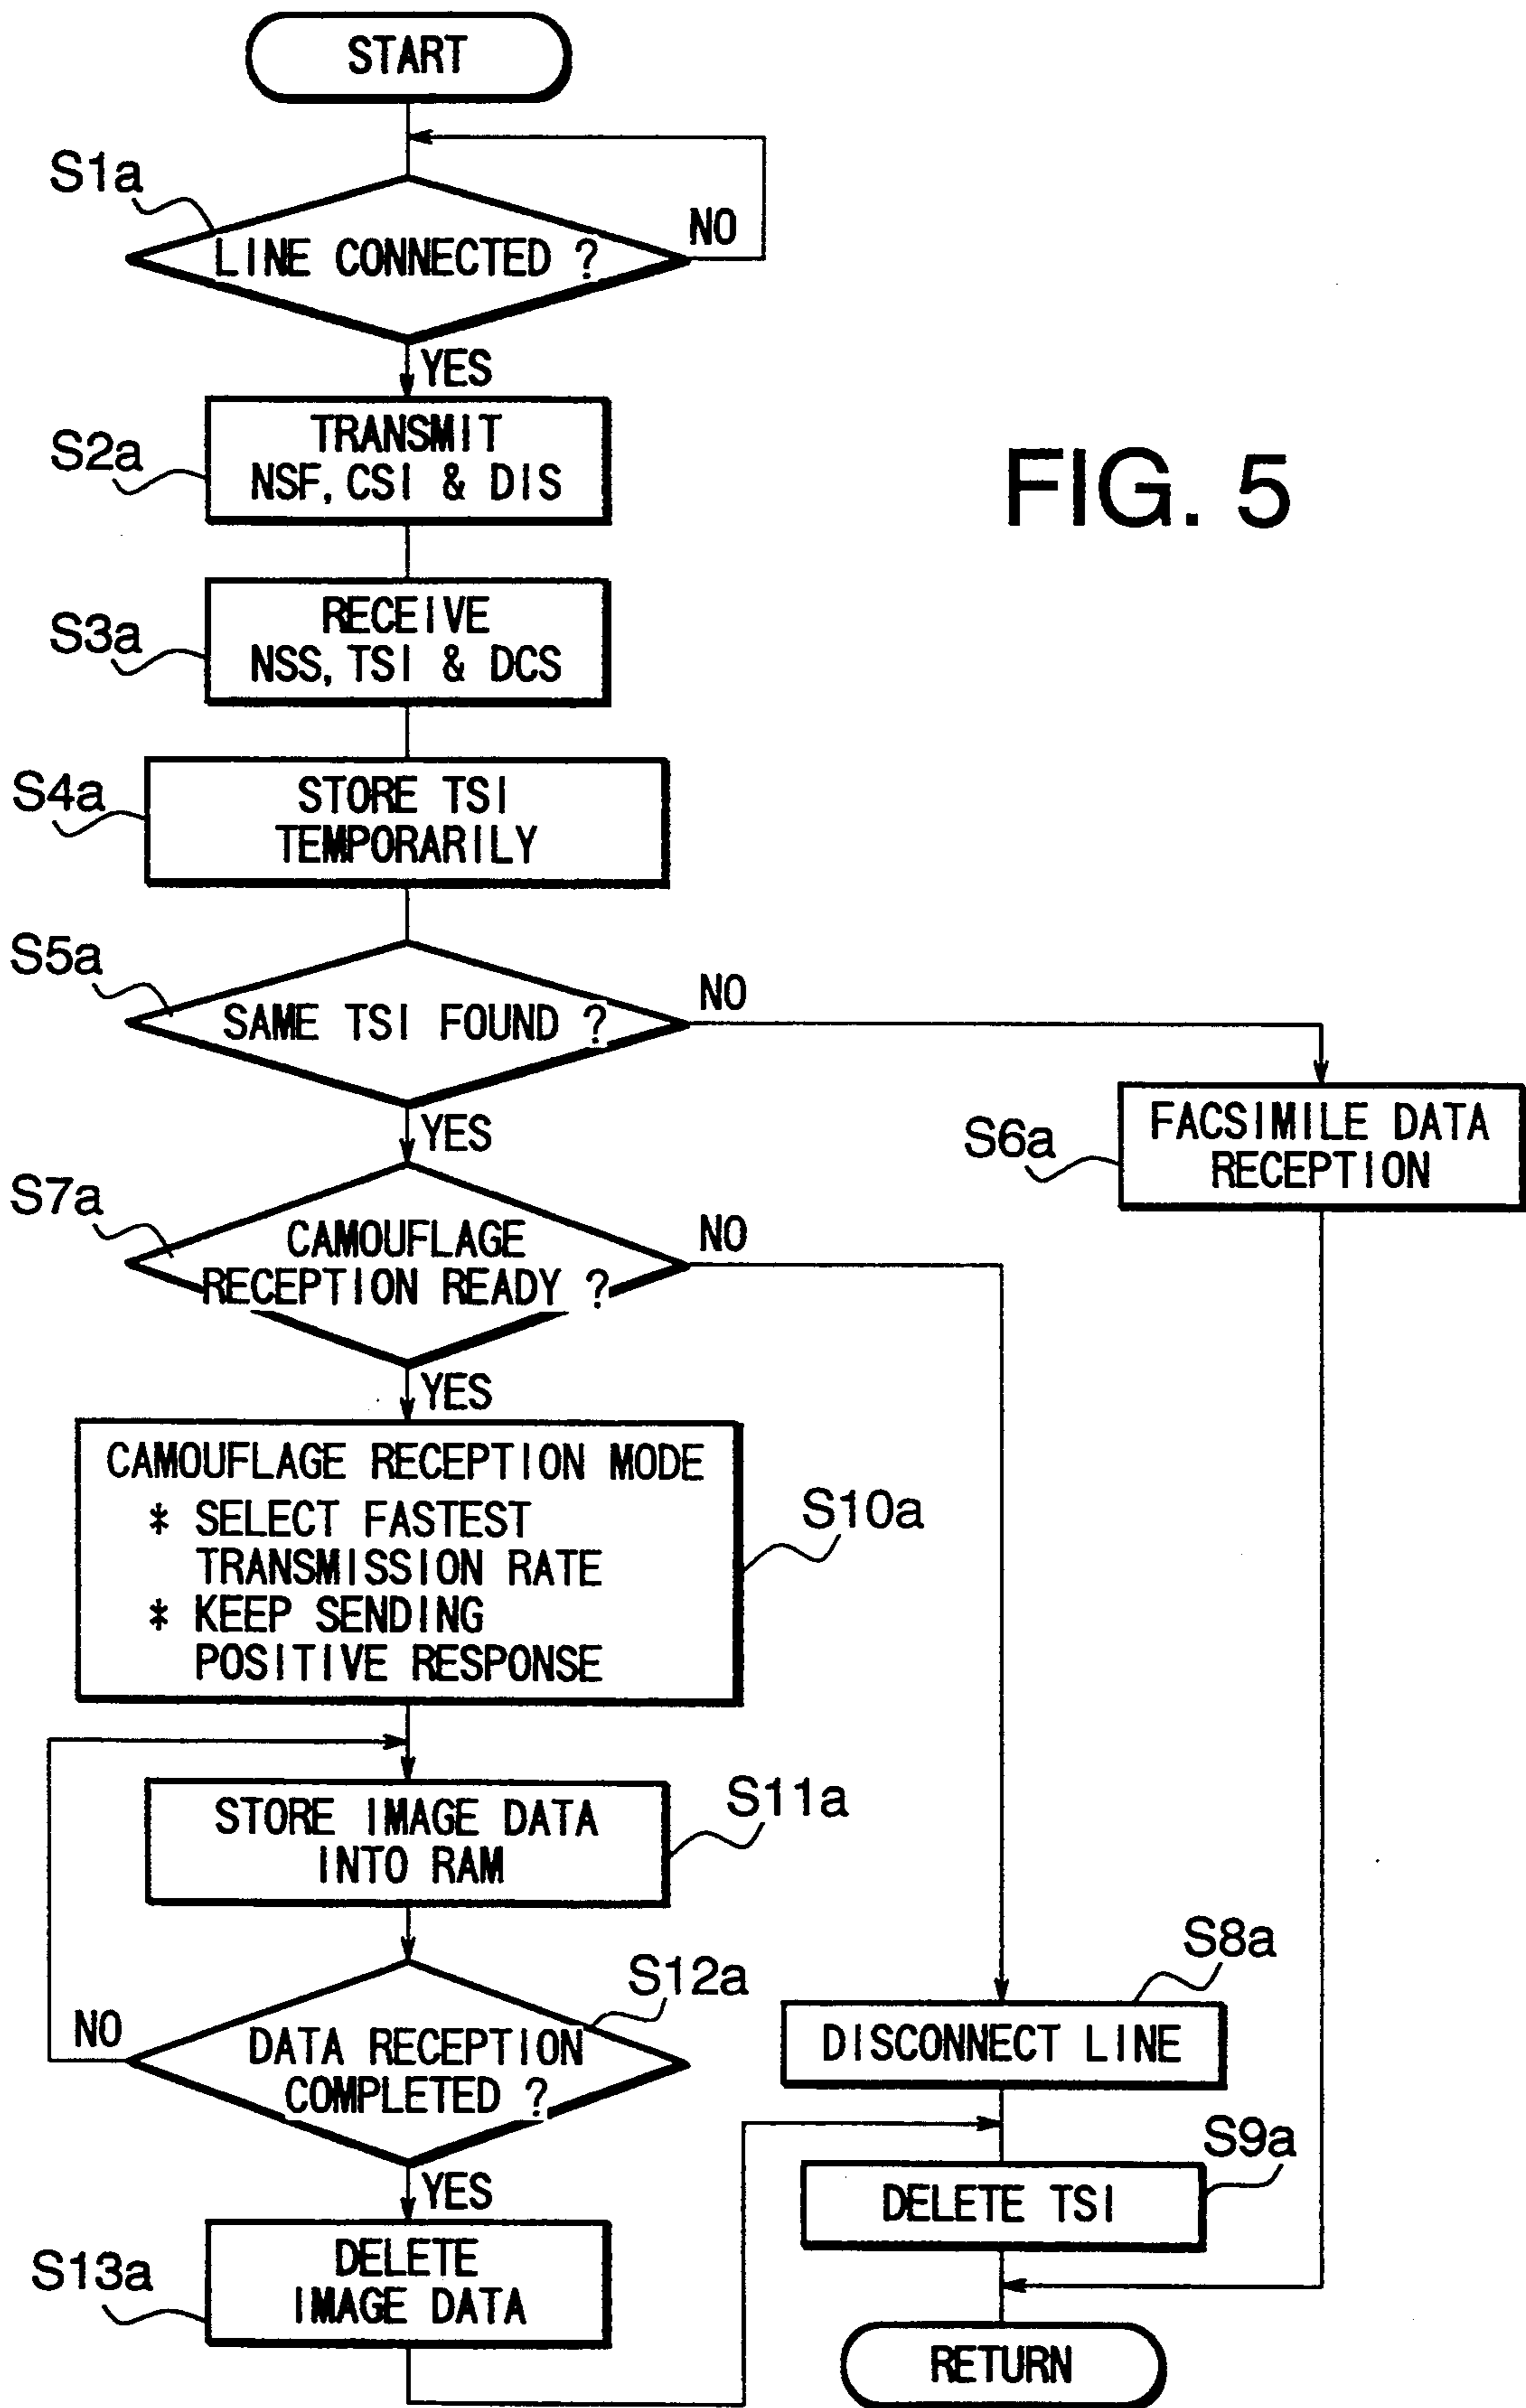 START
S1a
LINE CONNECTED ?
NO
YES
S2a
TRANSMIT
NSF, CSI & DIS
FIG. 5
S3a
RECEIVE
NSS, TSI & DCS
S4a
STORE TSI
TEMPORARILY
S5a
SAME TSI FOUND ?
NO
YES
S6a
FACSIMILE DATA
RECEPTION
S7a
CAMOUFLAGE
RECEPTION READY ?
NO
YES
CAMOUFLAGE RECEPTION MODE
* SELECT FASTEST
TRANSMISSION RATE
* KEEP SENDING
POSITIVE RESPONSE
S10a
STORE IMAGE DATA
INTO RAM
S11a
S12a
DATA RECEPTION
COMPLETED ?
NO
YES
S8a
DISCONNECT LINE
S9a
DELETE TSI
S13a
DELETE
IMAGE DATA
RETURN